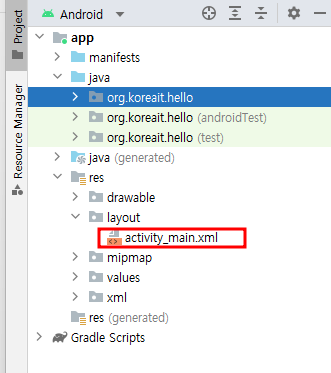 Project
Resource Manager
Android
app
manifests
java
org.koreait.hello
org.koreait.hello (androidTest)
org.koreait.hello (test)
java (generated)
res
drawable
layout
activity_main.xml
mipmap
values
xml
res (generated)
Gradle Scripts